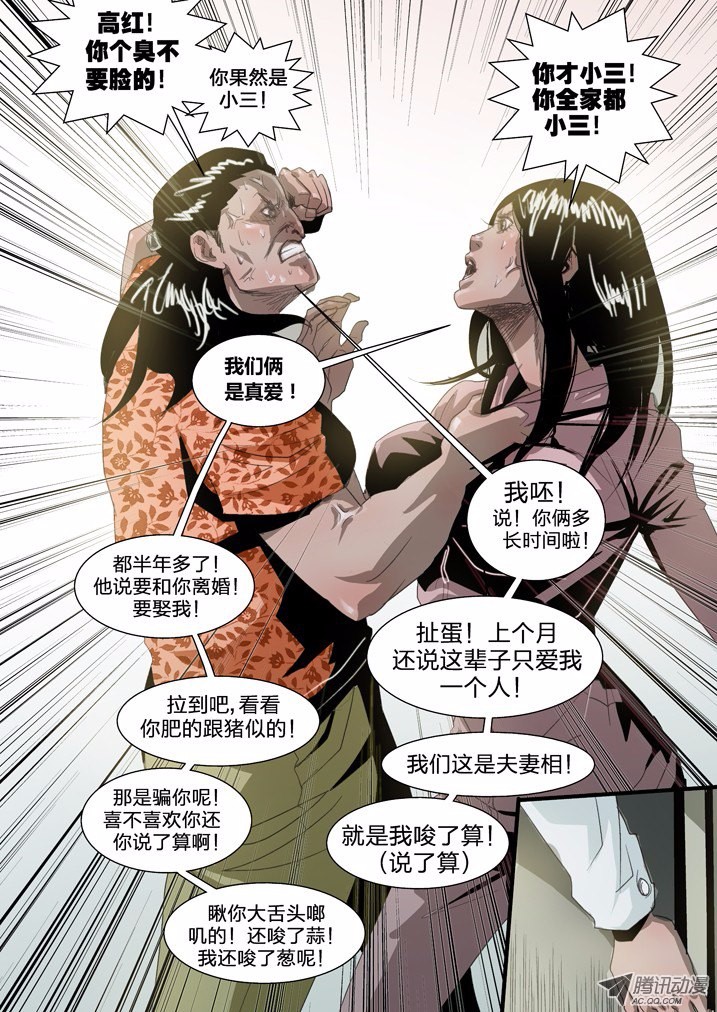 高红!
你个臭不
要脸的!
你果然是
小三!
你才小三!
你全家都
小三!
我们俩
是真爱!
我呸!
说!你俩多
长时间啦!
都半年多了!
他说要和你离婚!
要娶我!
扯蛋!上个月
还说这辈子只爱我
一个人!
拉到吧,看看
你肥的跟猪似的!
我们这是夫妻相!
那是骗你呢!
喜不喜欢你还
你说了算啊!
就是我唆了算!
(说了算)
瞅你大舌头啷
叽的!还唆了蒜!
我还唆了葱呢!
腾讯动漫
AC.QQ.COM